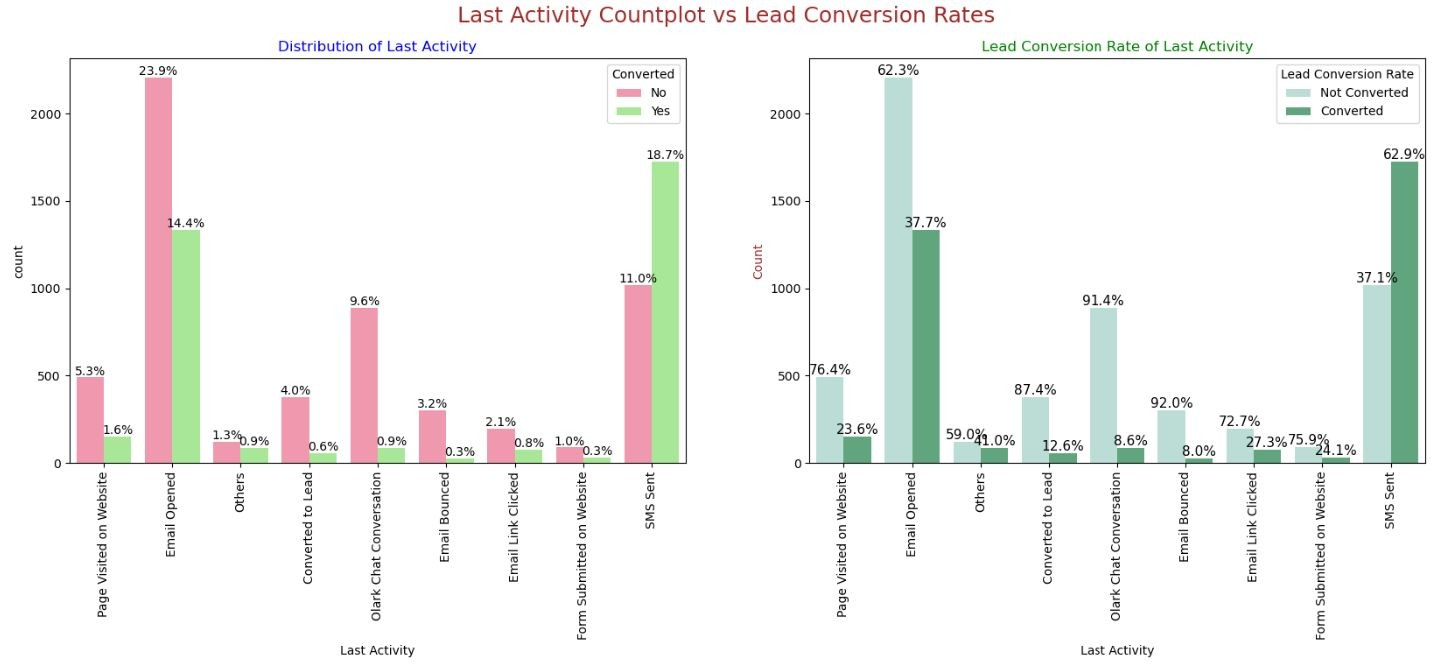 Last Activity Countplot vs Lead Conversion Rates
Distribution of Last Activity
count
2000
1500
1000
500
0
Converted
No
Yes
5.3%
1.6%
23.9%
14.4%
1.3%
0.9%
4.0%
0.6%
9.6%
0.9%
3.2%
0.3%
2.1%
0.8%
1.0%
0.3%
11.0%
18.7%
Page Visited on Website
Email Opened
Others
Converted to Lead
Olark Chat Conversation
Email Bounced
Email Link Clicked
Form Submitted on Website
SMS Sent
Last Activity
Lead Conversion Rate of Last Activity
Count
2000
1500
1000
500
0
Lead Conversion Rate
Not Converted
Converted
76.4%
23.6%
62.3%
37.7%
59.0%
41.0%
87.4%
12.6%
91.4%
8.6%
92.0%
8.0%
72.7%
27.3%
75.9%
24.1%
37.1%
62.9%
Page Visited on Website
Email Opened
Others
Converted to Lead
Olark Chat Conversation
Email Bounced
Email Link Clicked
Form Submitted on Website
SMS Sent
Last Activity